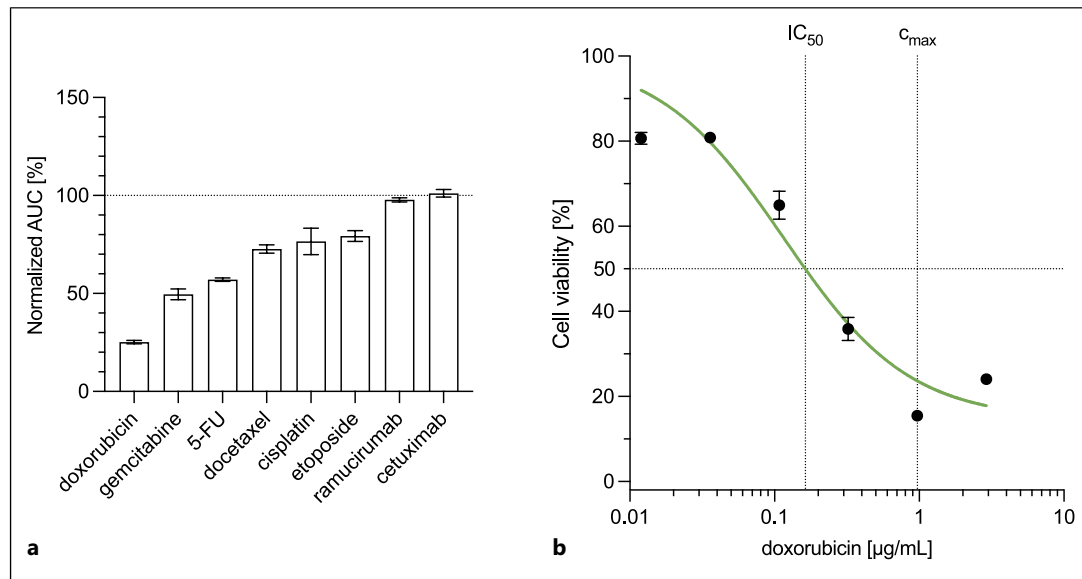 Normalized AUC [%]
150
100
50
0
doxorubicin
gemcitabine
5-FU
docetaxel
cisplatin
etoposide
ramucirumab
cetuximab
a
IC50
cmax
Cell viability [%]
100
80
60
50
40
20
0
0.01
0.1
1
10
doxorubicin [µg/mL]
b